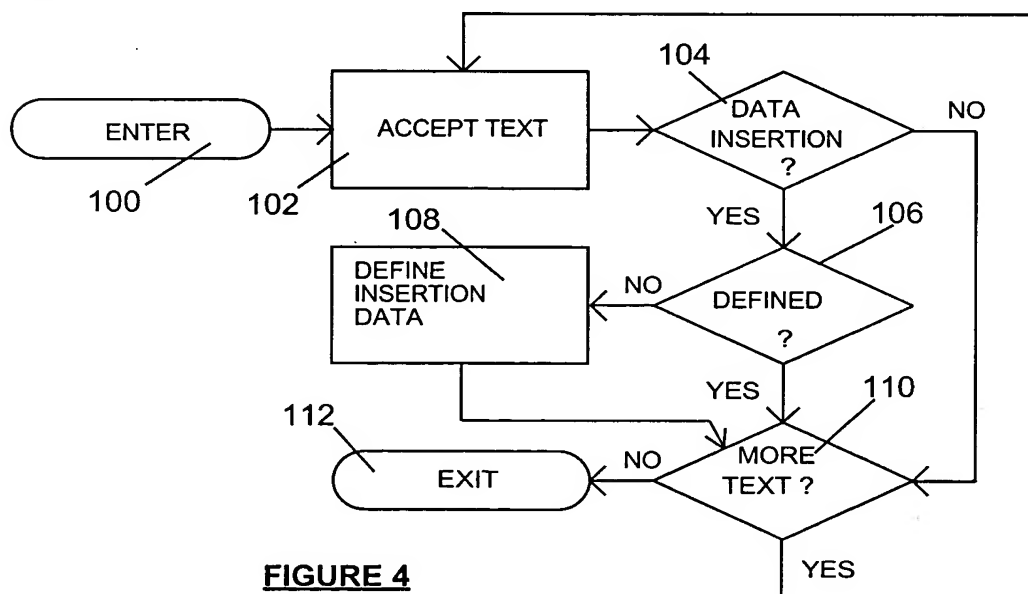 104
DATA
INSERTION
?
NO
ENTER
ACCEPT TEXT
100
102
YES
108
106
DEFINE
INSERTION
DATA
NO
DEFINED
?
YES
110
112
EXIT
NO
MORE
TEXT ?
YES
FIGURE 4